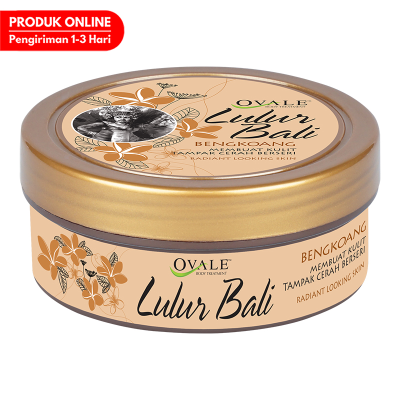 PRODUK ONLINE
Pengiriman 1-3 Hari
OVALE
Lulur
Bali
BENGKOANG
MEMBUAT KULIT
TAMPAK CERAH BERSERI
RADIANT LOOKING SKIN
OVALE
BODY TREATMENT
Lulur Bali
BENGKOANG
MEMBUAT KULIT
TAMPAK CERAH BERSERI
RADIANT LOOKING SKIN